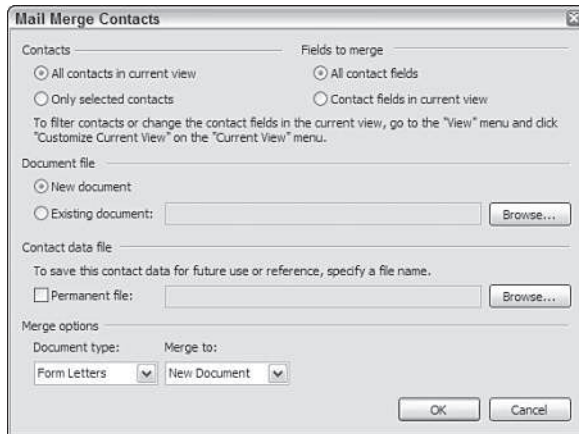 Mail Merge Contacts
Contacts
Fields to merge
All contacts in current view
All contact fields
Only selected contacts
Contact fields in current view
To filter contacts or change the contact fields in the current view, go to the "View" menu and click
"Customize Current View" on the "Current View" menu.
Document file
New document
Existing document:
Browse...
Contact data file
To save this contact data for future use or reference, specify a file name.
Permanent file:
Browse...
Merge options
Document type:
Merge to:
Form Letters
New Document
OK
Cancel